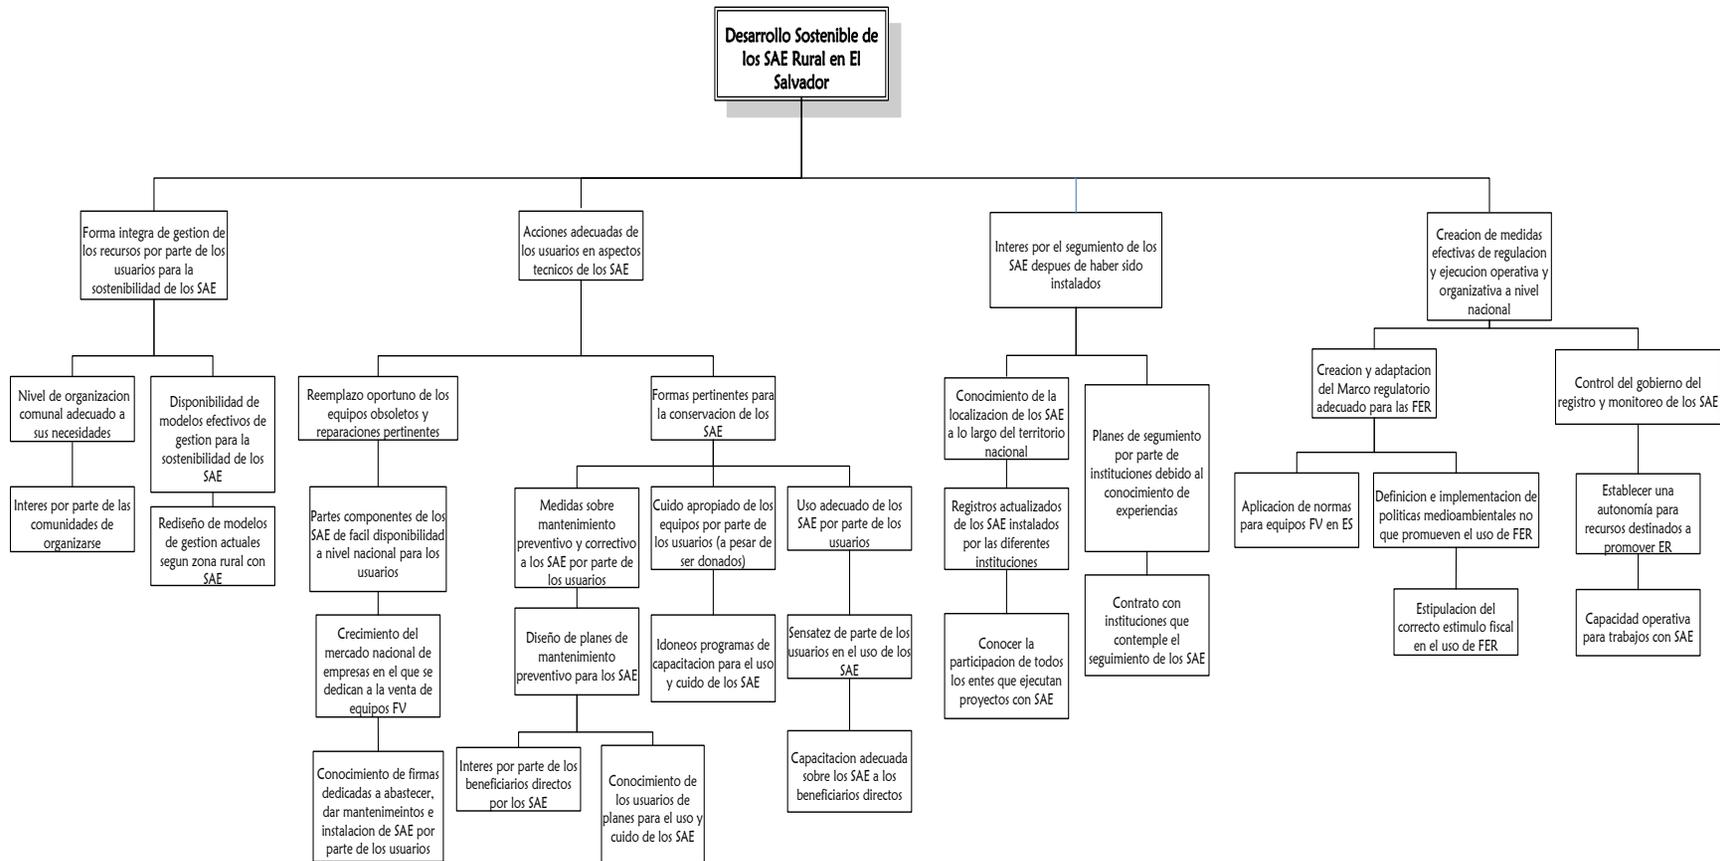 Desarrollo Sostenible de
los SAE Rural en El
Salvador
Forma integra de gestion de
los recursos por parte de los
usuarios para la
sostenibilidad de los SAE
Acciones adecuadas de
los usuarios en aspectos
tecnicos de los SAE
Interes por el segumiento de los
SAE despues de haber sido
instalados
Creacion de medidas
efectivas de regulacion
y ejecucion operativa y
organizativa a nivel
nacional
Nivel de organizacion
comunal adecuado a
sus necesidades
Disponibilidad de
modelos efectivos de
gestion para la
sostenibilidad de los
SAE
Reemplazo oportuno de los
equipos obsoletos y
reparaciones pertinentes
Formas pertinentes para
la conservacion de los
SAE
Conocimiento de la
localizacion de los SAE
a lo largo del territorio
nacional
Planes de segumiento
por parte de
instituciones debido al
conocimiento de
experiencias
Creacion y adaptacion
del Marco regulatorio
adecuado para las FER
Control del gobierno del
registro y monitoreo de los SAE
Interes por parte de las
comunidades de
organizarse
Rediseño de modelos
de gestion actuales
segun zona rural con
SAE
Partes componentes de los
SAE de facil disponibilidad
a nivel nacional para los
usuarios
Medidas sobre
mantenimiento
preventivo y correctivo
a los SAE por parte de
los usuarios
Cuido apropiado de los
equipos por parte de
los usuarios (a pesar de
ser donados)
Uso adecuado de los
SAE por parte de los
usuarios
Registros actualizados
de los SAE instalados
por las diferentes
instituciones
Contrato con
instituciones que
contemple el
seguimiento de los SAE
Aplicacion de normas
para equipos FV en ES
Definicion e implementacion de
politicas medioambientales no
que promueven el uso de FER
Establecer una
autonomía para
recursos destinados a
promover ER
Crecimiento del
mercado nacional de
empresas en el que se
dedican a la venta de
equipos FV
Diseño de planes de
mantenimiento
preventivo para los SAE
Idoneos programas de
capacitacion para el uso
y cuido de los SAE
Sensatez de parte de los
usuarios en el uso de los
SAE
Conocer la
participacion de todos
los entes que ejecutan
proyectos con SAE
Estipulacion del
correcto estimulo fiscal
en el uso de FER
Capacidad operativa
para trabajos con SAE
Conocimiento de firmas
dedicadas a abastecer,
dar mantenimeintos e
instalacion de SAE por
parte de los usuarios
Interes por parte de los
beneficiarios directos
por los SAE
Conocimiento de
los usuarios de
planes para el uso y
cuido de los SAE
Capacitacion adecuada
sobre los SAE a los
beneficiarios directos